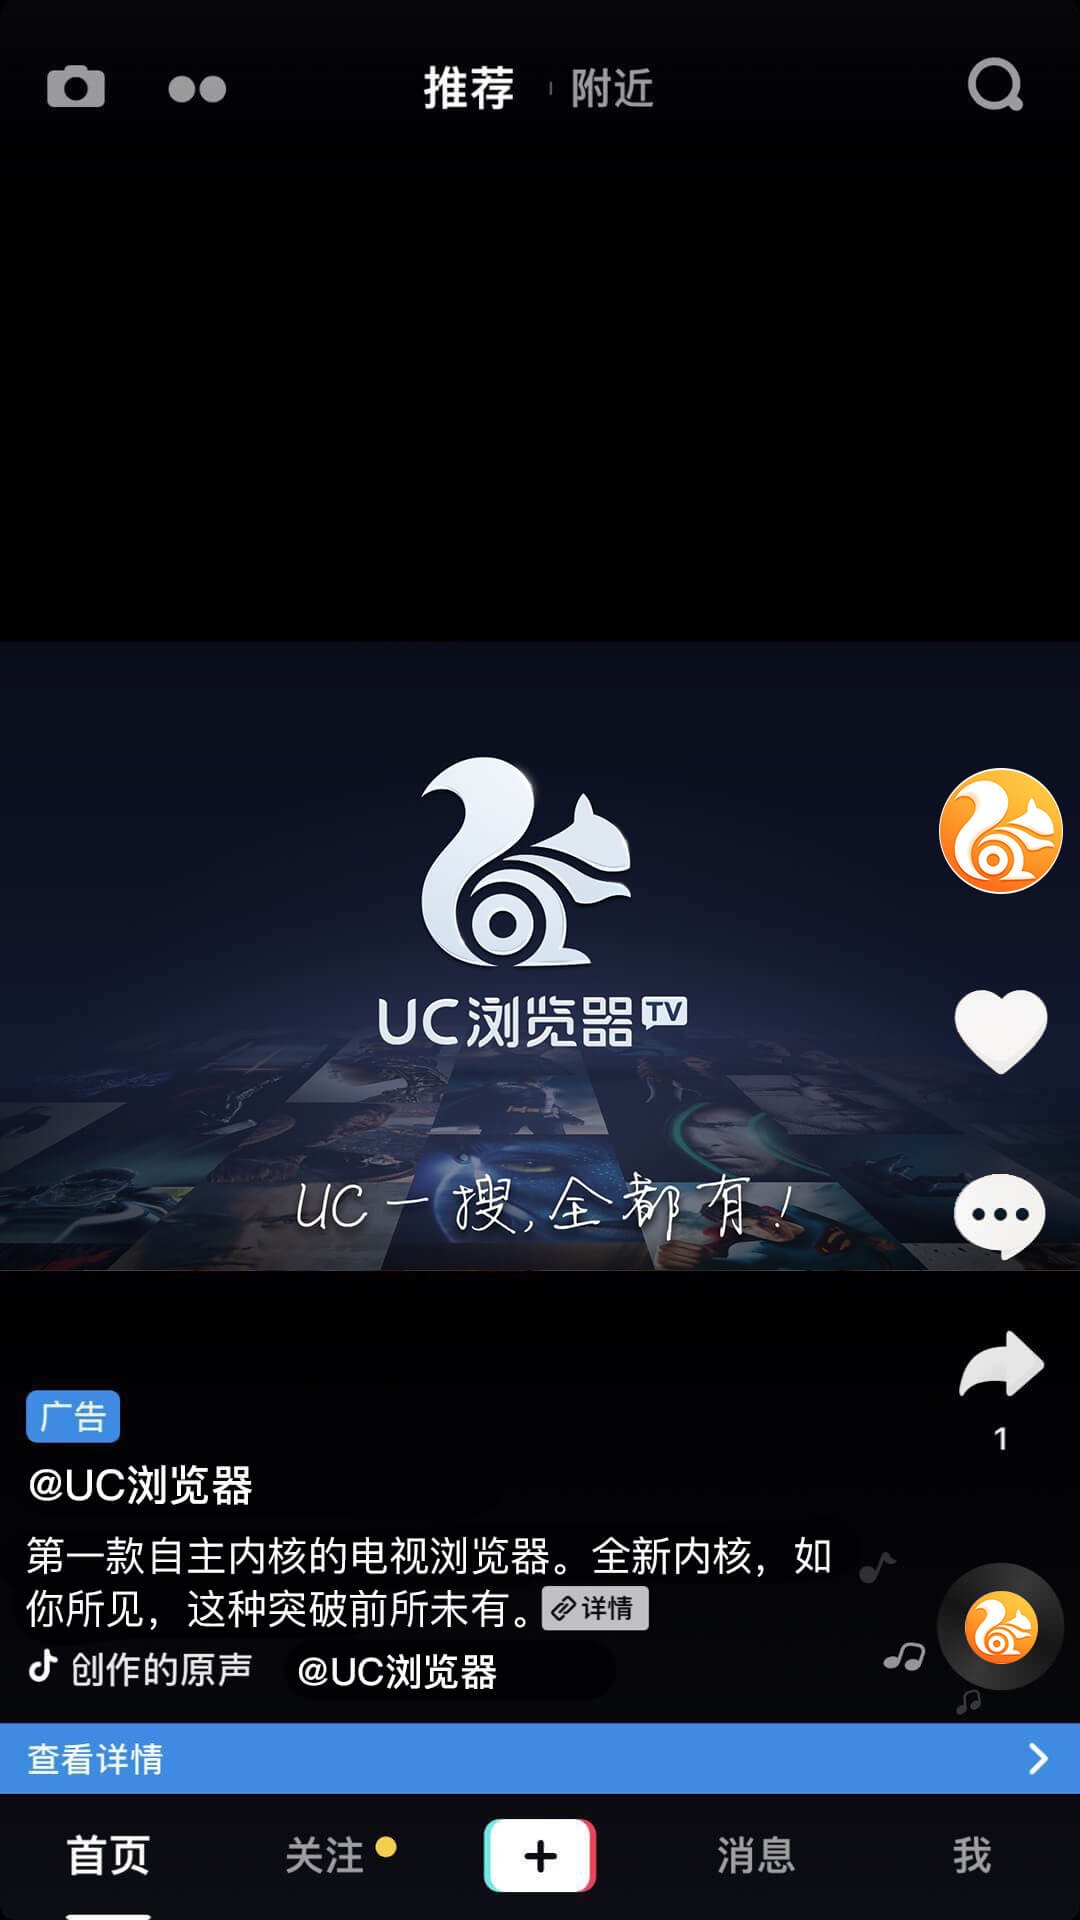 推荐
附近
UC浏览器TV
UC一搜,全都有!
1
广告
@UC浏览器
第一款自主内核的电视浏览器。全新内核，如
你所见，这种突破前所未有。详情
创作的原声 @UC浏览器
查看详情
首页
关注
消息
我